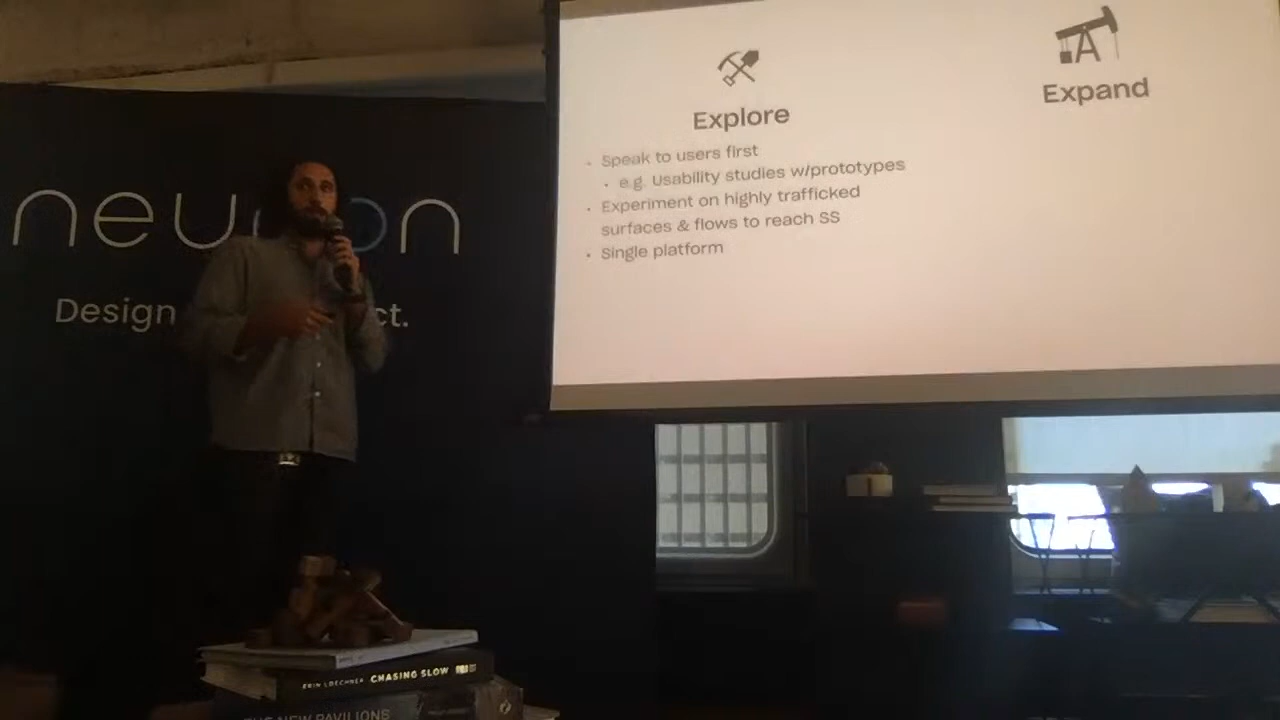 Explore
Expand
Speak to users first
e.g. Usability studies w/prototypes
Experiment on highly trafficked
surfaces & flows to reach SS
Single platform
neu on
Design ct.
ERIN LOECHNER CHASING SLOW
THE NEW PAVILIONS